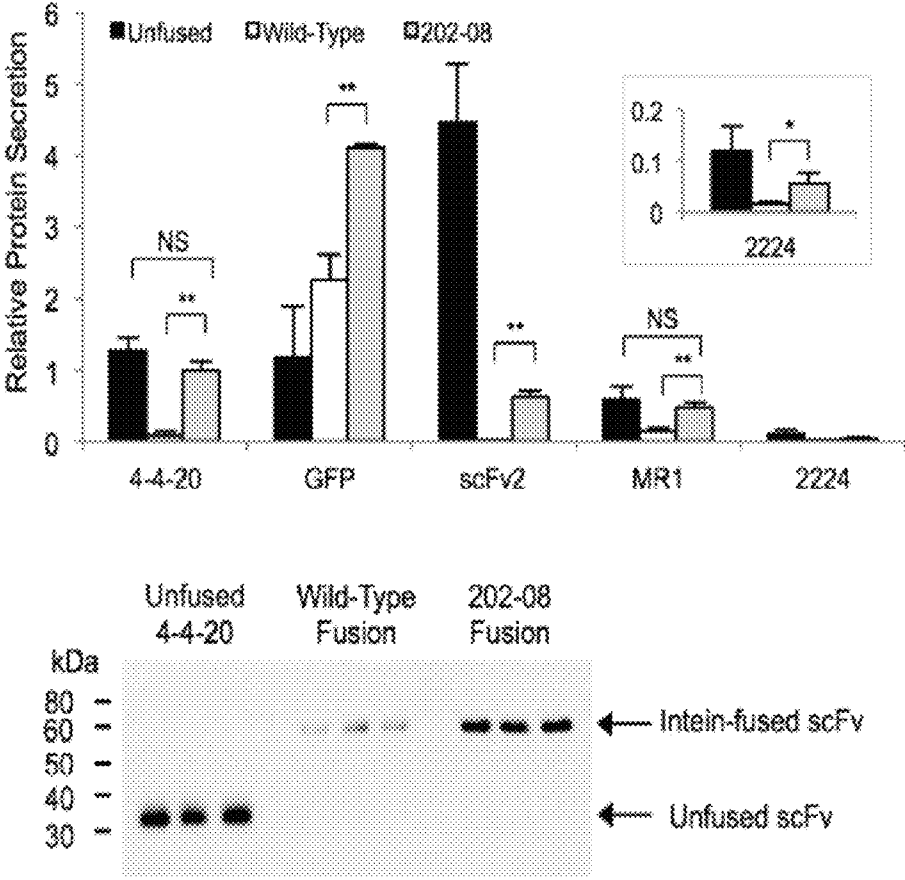 6
Unfused Wild-Type 202-08
Relative Protein Secretion
5
4
3
2
1
0
**
NS
**
**
NS
**
0.2
0.1
0
*
2224
4-4-20 GFP scFv2 MR1 2224
Unfused Wild-Type 202-08
4-4-20 Fusion Fusion
kDa
80
60
50
40
30
Intein-fused scFv
Unfused scFv